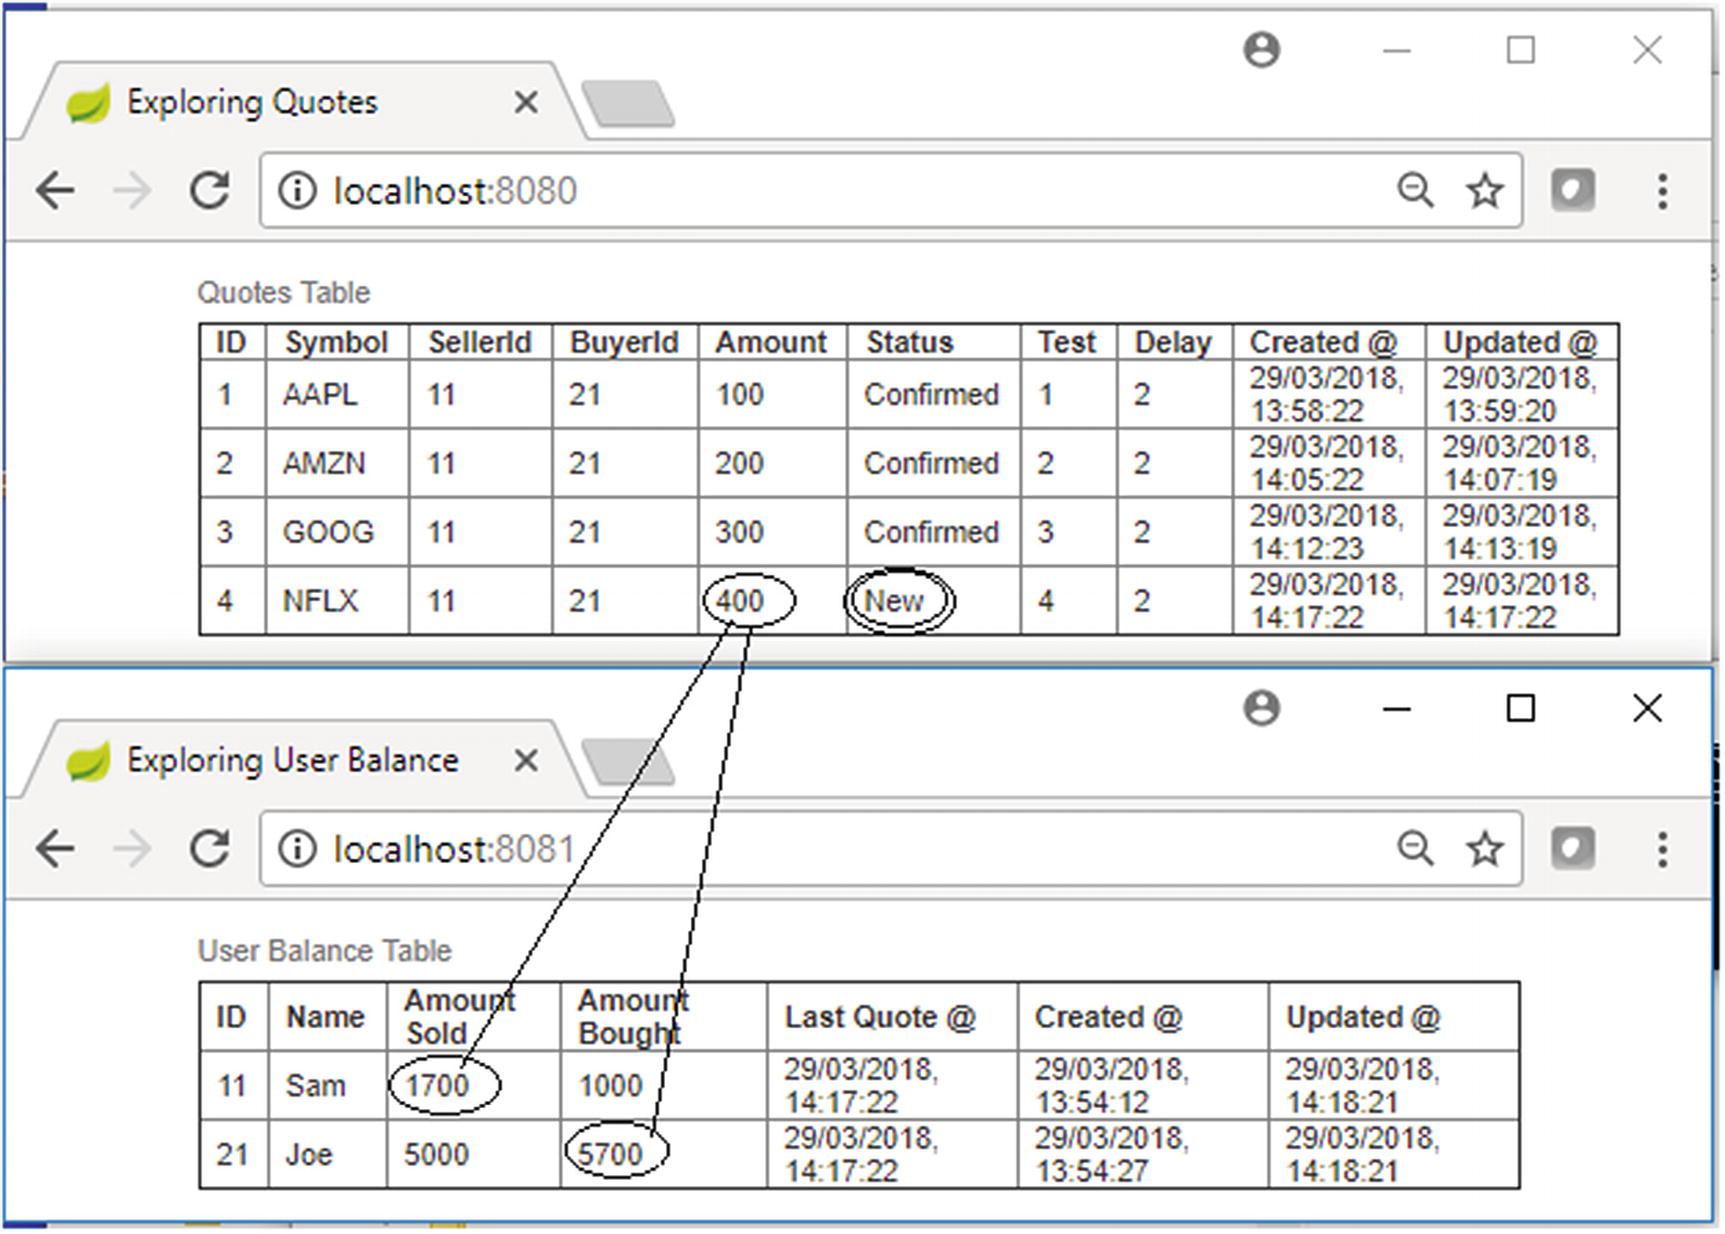 Exploring Quotes
localhost:8080
Quotes Table
ID Symbol SellerId BuyerId Amount Status Test Delay Created @ Updated @
1 AAPL 11 21 100 Confirmed 1 2 29/03/2018, 13:58:22 29/03/2018, 13:59:20
2 AMZN 11 21 200 Confirmed 2 2 29/03/2018, 14:05:22 29/03/2018, 14:07:19
3 GOOG 11 21 300 Confirmed 3 2 29/03/2018, 14:12:23 29/03/2018, 14:13:19
4 NFLX 11 21 400 New 4 2 29/03/2018, 14:17:22 29/03/2018, 14:17:22
Exploring User Balance
localhost:8081
User Balance Table
ID Name Amount Sold Amount Bought Last Quote @ Created @ Updated @
11 Sam 1700 1000 29/03/2018, 14:17:22 29/03/2018, 13:54:12 29/03/2018, 14:18:21
21 Joe 5000 5700 29/03/2018, 14:17:22 29/03/2018, 13:54:27 29/03/2018, 14:18:21